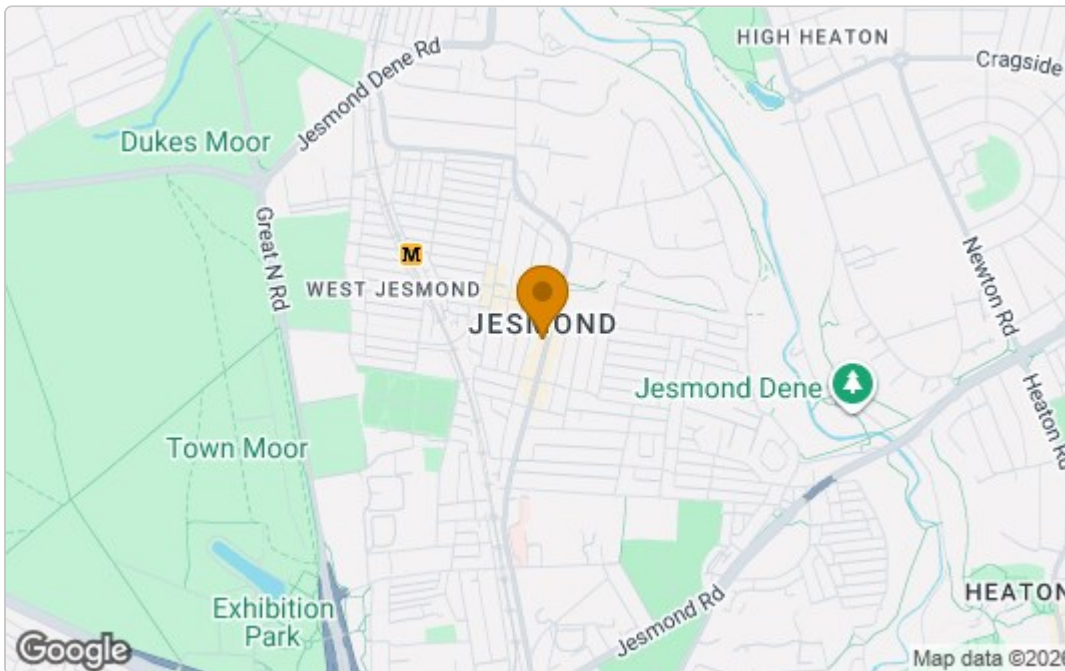 HIGH HEATON
Cragside
Jesmond Dene Rd
Dukes Moor
Great N Rd
M
WEST JESMOND
JESMOND
Newton Rd
Jesmond Dene
Heaton Rd
Town Moor
Exhibition
Park
Jesmond Rd
HEATON
Google
Map data ©2026